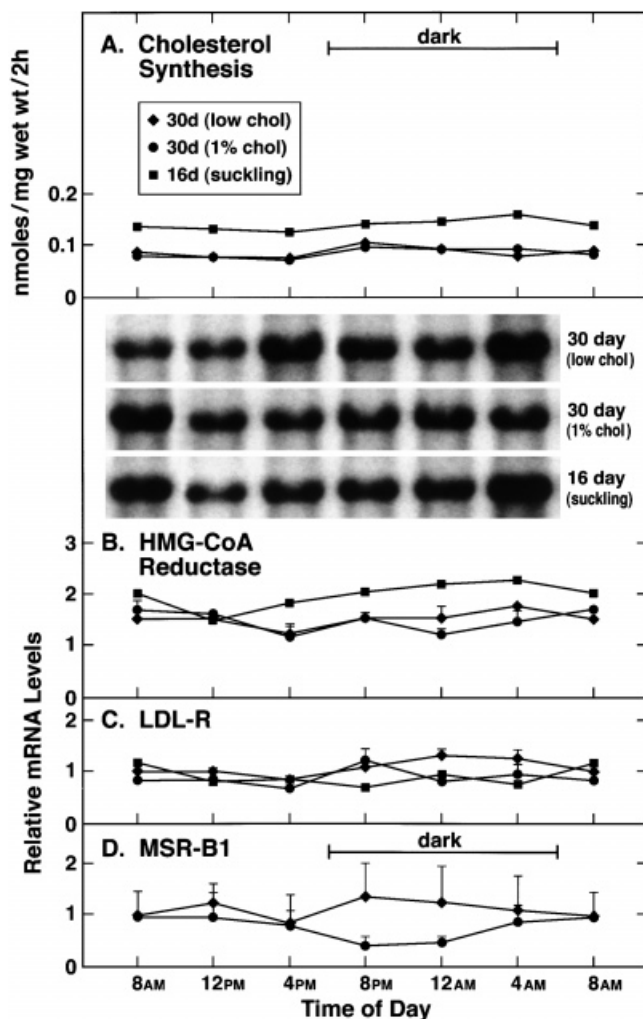 A. Cholesterol
Synthesis
dark
30d (low chol)
30d (1% chol)
16d (suckling)
nmoles/mg wet wt/2h
0.2
0.1
0
30 day
(low chol)
30 day
(1% chol)
16 day
(suckling)
B. HMG-CoA
Reductase
3
2
1
0
C. LDL-R
2
1
0
Relative mRNA Levels
D. MSR-B1
dark
2
1
0
8AM 12PM 4PM 8PM 12AM 4AM 8AM
Time of Day